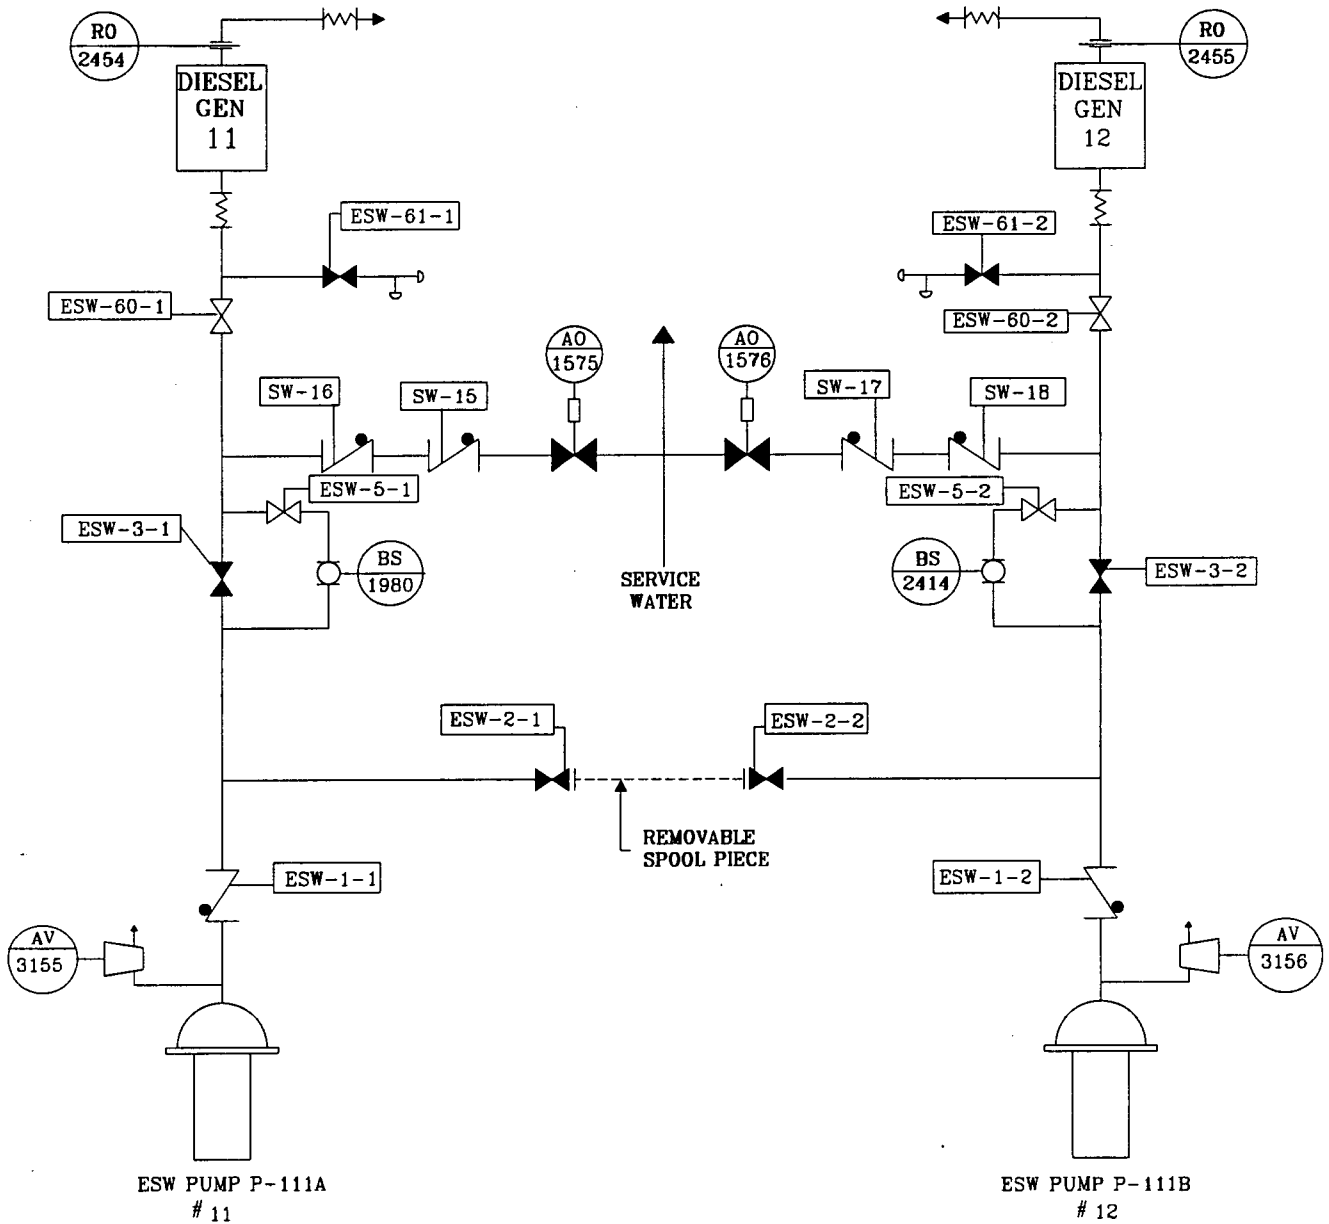 RO
2454
RO
2455
DIESEL
GEN
11
DIESEL
GEN
12
ESW-61-1
ESW-61-2
ESW-60-1
ESW-60-2
AO
1575
AO
1576
SW-16
SW-15
SW-17
SW-18
ESW-5-1
ESW-5-2
ESW-3-1
BS
1980
SERVICE
WATER
BS
2414
ESW-3-2
ESW-2-1
ESW-2-2
REMOVABLE
SPOOL PIECE
ESW-1-1
ESW-1-2
AV
3155
AV
3156
ESW PUMP P-111A
# 11
ESW PUMP P-111B
# 12